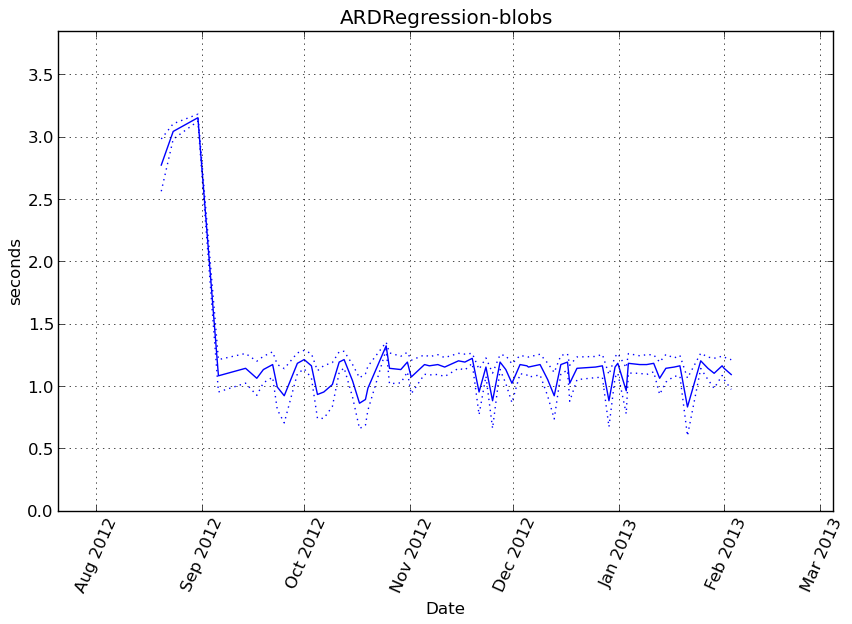 ARDRegression-blobs
3.5
3.0
2.5
2.0
1.5
1.0
0.5
0.0
seconds
Aug 2012
Sep 2012
Oct 2012
Nov 2012
Dec 2012
Jan 2013
Feb 2013
Mar 2013
Date